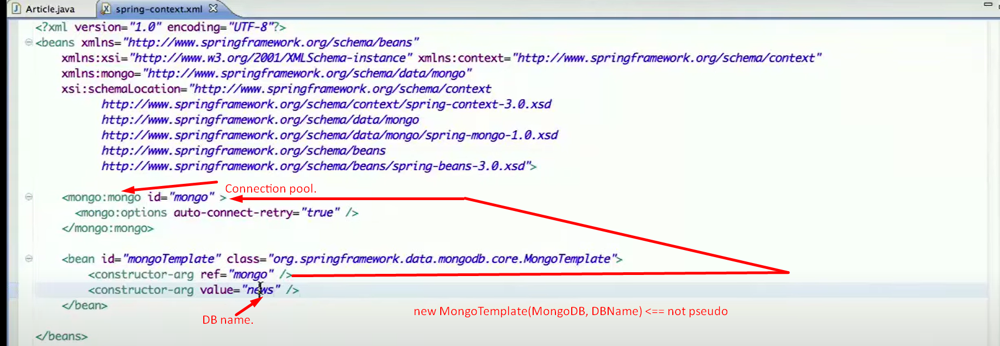 Article.java spring-context.xml
<?xml version="1.0" encoding="UTF-8"?>
<beans xmlns="http://www.springframework.org/schema/beans"
xmlns:xsi="http://www.w3.org/2001/XMLSchema-instance" xmlns:context="http://www.springframework.org/schema/context"
xmlns:mongo="http://www.springframework.org/schema/data/mongo"
xsi:schemaLocation="http://www.springframework.org/schema/context
http://www.springframework.org/schema/context/spring-context-3.0.xsd
http://www.springframework.org/schema/data/mongo
http://www.springframework.org/schema/data/mongo/spring-mongo-1.0.xsd
http://www.springframework.org/schema/beans
http://www.springframework.org/schema/beans/spring-beans-3.0.xsd">
Connection pool.
<mongo:mongo id="mongo" >
<mongo:options auto-connect-retry="true" />
</mongo:mongo>
<bean id="mongoTemplate" class="org.springframework.data.mongodb.core.MongoTemplate">
<constructor-arg ref="mongo" />
<constructor-arg value="news" />
</bean>
new MongoTemplate(MongoDB, DBName) <== not pseudo
DB name.
</beans>